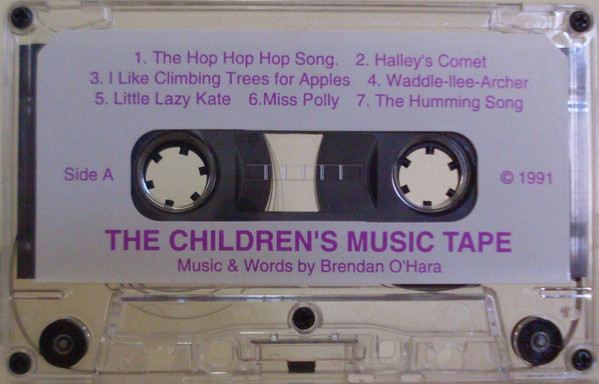 1. The Hop Hop Hop Song. 2. Halley's Comet
3. I Like Climbing Trees for Apples 4. Waddle-Ilee-Archer
5. Little Lazy Kate 6.Miss Polly 7. The Humming Song
Side A
© 1991
THE CHILDREN'S MUSIC TAPE
Music & Words by Brendan O'Hara